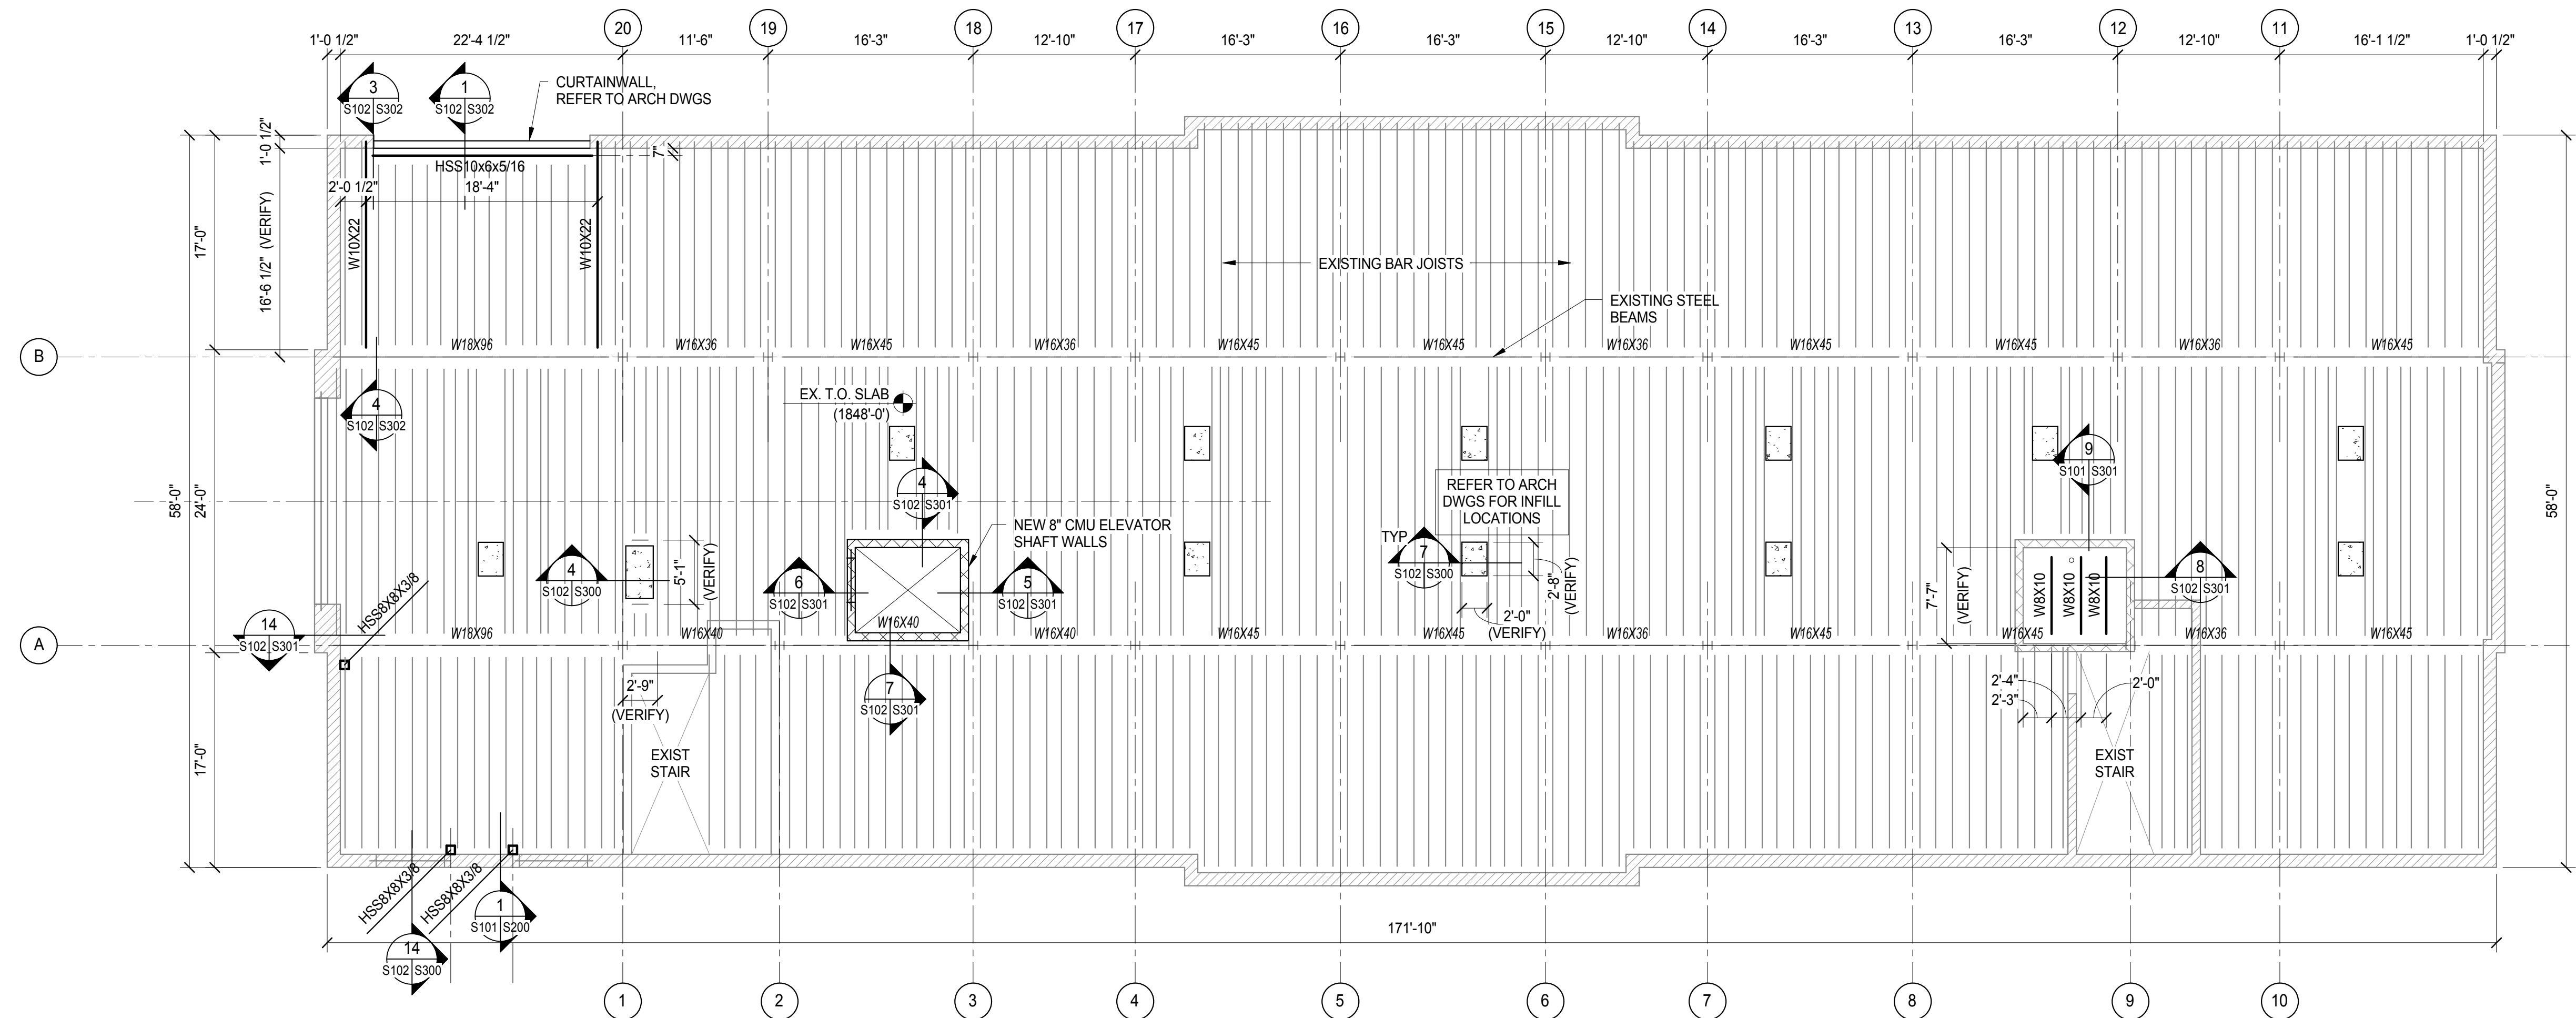 20
19
18
17
16
15
14
13
12
11
1'-0 1/2"
22'-4 1/2"
11'-6"
16'-3"
12'-10"
16'-3"
16'-3"
12'-10"
16'-3"
16'-3"
12'-10"
16'-1 1/2"
1'-0 1/2"
3
S102 S302
1
S102 S302
CURTAINWALL,
REFER TO ARCH DWGS
1'-0 1/2"
7"
HSS10x6x5/16
2'-0 1/2"
18'-4"
16'-6 1/2" (VERIFY)
17'-0"
W10X22
W10X22
EXISTING BAR JOISTS
EXISTING STEEL
BEAMS
B
W18X96
W16X36
W16X45
W16X36
W16X45
W16X45
W16X36
W16X45
W16X45
W16X36
W16X45
4
S102 S302
EX. T.O. SLAB
(1848'-0')
58'-0"
24'-0"
58'-0"
4
S102 S301
NEW 8" CMU ELEVATOR
SHAFT WALLS
REFER TO ARCH
DWGS FOR INFILL
LOCATIONS
9
S101 S301
TYP
7
S102 S300
2'-8"
(VERIFY)
2'-0"
(VERIFY)
4
S102 S300
5'-1"
(VERIFY)
6
S102 S301
5
S102 S301
7'-7"
(VERIFY)
W8X10
W8X10
W8X10
8
S102 S301
HSS8X8X3/8
14
S102 S301
A
W18X96
W16X40
W16X40
W16X40
W16X45
W16X45
W16X36
W16X45
W16X45
W16X36
W16X45
2'-9"
(VERIFY)
7
S102 S301
2'-4"
2'-3"
2'-0"
17'-0"
EXIST
STAIR
EXIST
STAIR
HSS8X8X3/8
HSS8X8X3/8
1
S101 S200
14
S102 S300
171'-10"
1
2
3
4
5
6
7
8
9
10